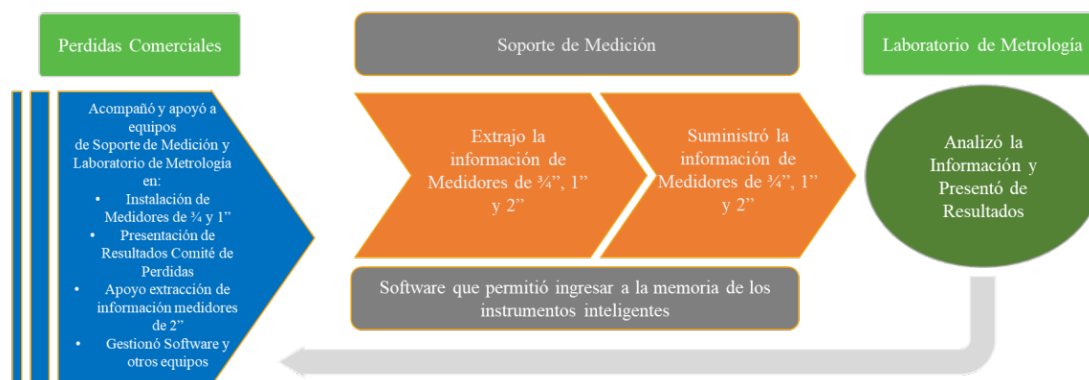 Perdidas Comerciales
Soporte de Medición
Laboratorio de Metrología
Acompañó y apoyó a
equipos
de Soporte de Medición y
Laboratorio de Metrología
en:
• Instalación de
Medidores de ¾ y 1”
• Presentación de
Resultados Comité de
Perdidas
• Apoyo extracción de
información medidores
de 2”
• Gestionó Software y
otros equipos
Extrajo la
información de
Medidores de ¾”, 1”
y 2”
Suministró la
información de
Medidores de ¾”, 1”
y 2”
Software que permitió ingresar a la memoria de los
instrumentos inteligentes
Analizó la
Información y
Presentó de
Resultados